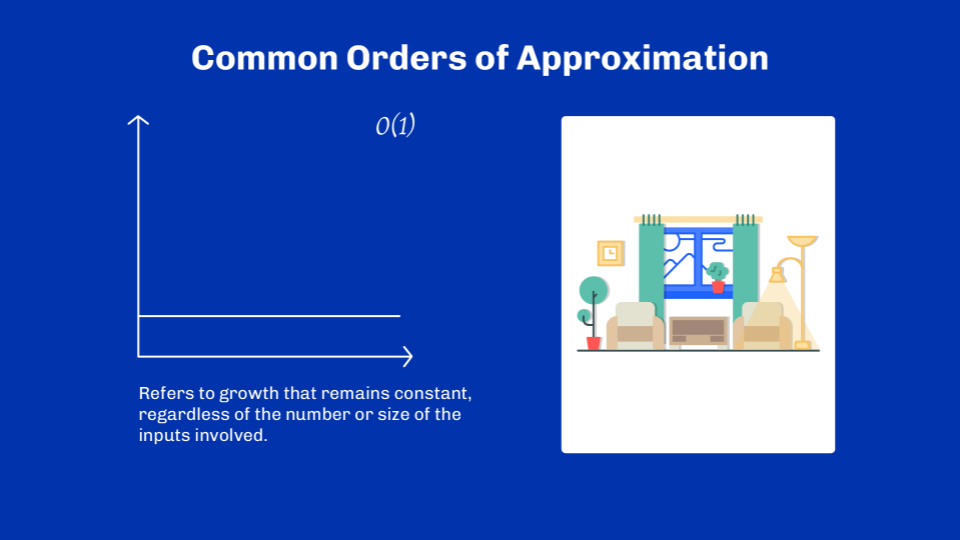 Common Orders of Approximation
O(1)
Refers to growth that remains constant,
regardless of the number or size of the
inputs involved.